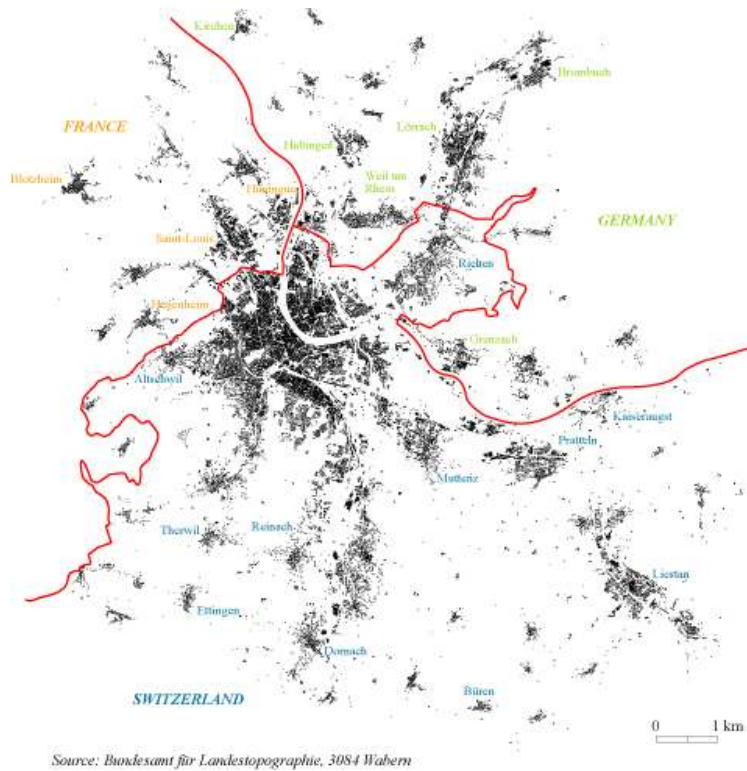 Kirchen
Brombach
FRANCE
Lörrach
Haltingen
Blotzheim
Weil am
Rhein
Huningue
GERMANY
Saint-Louis
Riehen
Hegenheim
Grenzach
Allschwil
Kaiseraugst
Pratteln
Muttenz
Therwil
Reinach
Liestan
Ettingen
Dornach
SWITZERLAND
Büren
0 1 km
Source: Bundesamt für Landestopographie, 3084 Wabern